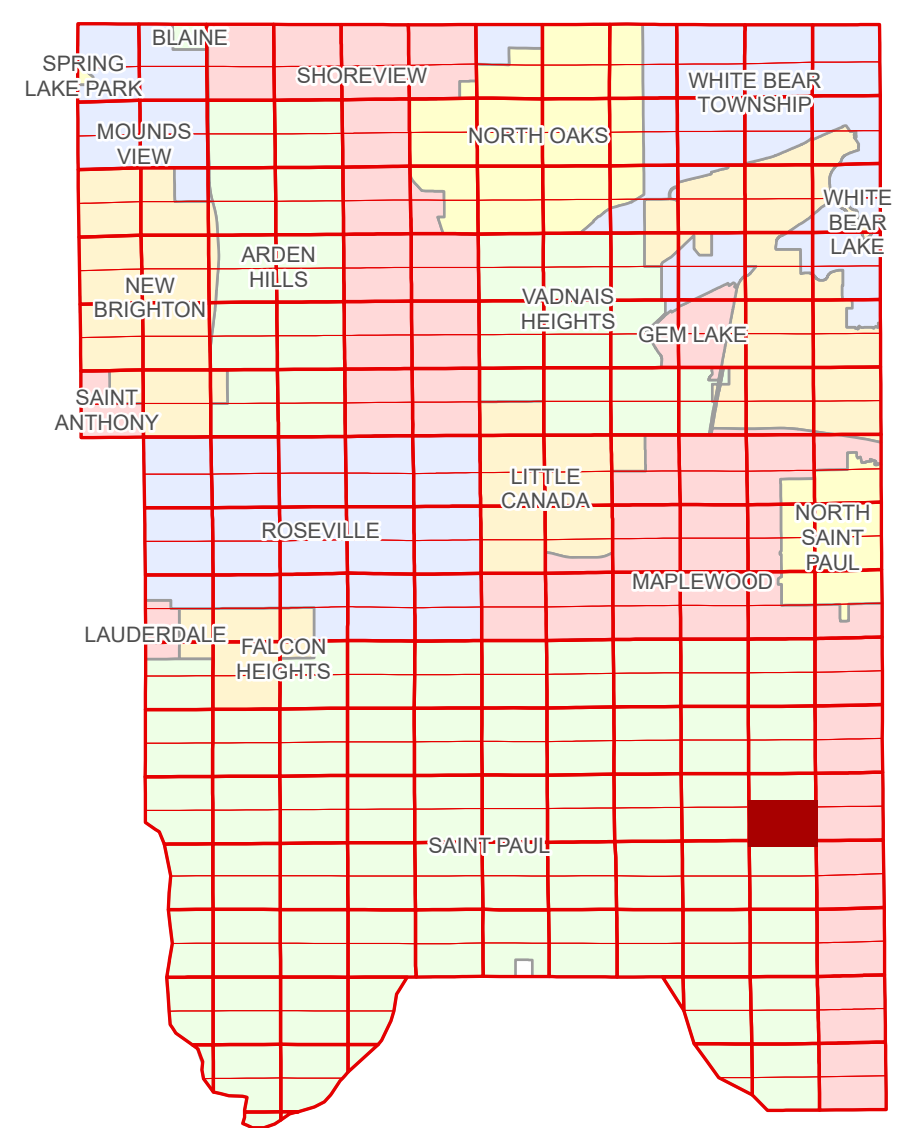 BLAINE
SPRING
LAKE PARK
SHOREVIEW
WHITE BEAR
TOWNSHIP
MOUNDS
VIEW
NORTH OAKS
WHITE
BEAR
LAKE
ARDEN
HILLS
NEW
BRIGHTON
VADNAIS
HEIGHTS
GEM LAKE
SAINT
ANTHONY
LITTLE
CANADA
NORTH
SAINT
PAUL
ROSEVILLE
MAPLEWOOD
LAUDERDALE
FALCON
HEIGHTS
SAINT PAUL